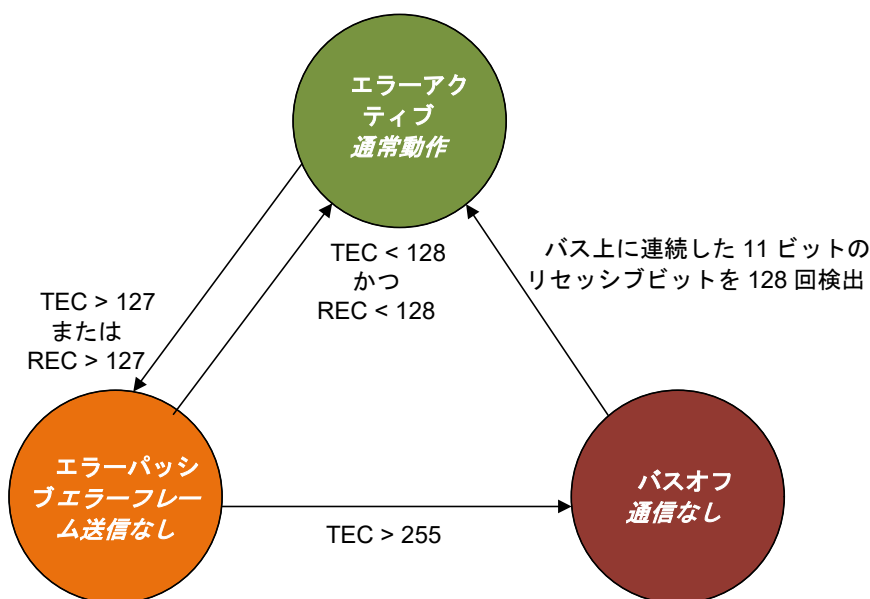 エラーアク
ティブ
通常動作
TEC < 128
かつ
REC < 128
バス上に連続した 11 ビットの
リセッシブビットを 128 回検出
TEC > 127
または
REC > 127
エラーパッシ
ブエラーフレー
ム送信なし
バスオフ
通信なし
TEC > 255